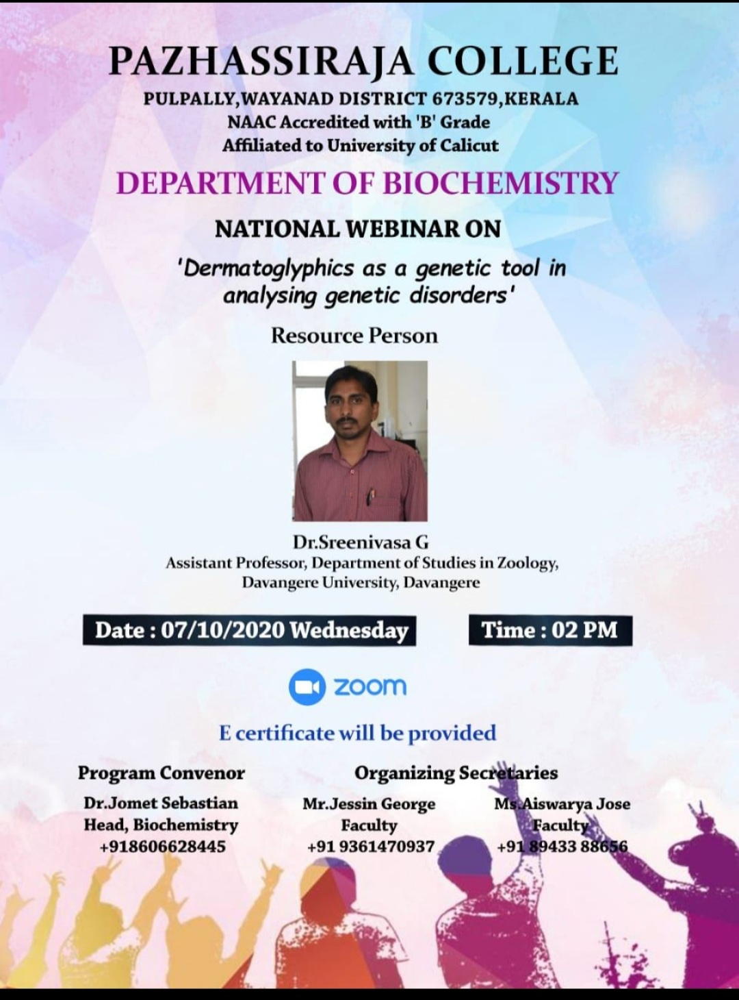 PAZHASSIRAJA COLLEGE
PULPALLY,WAYANAD DISTRICT 673579,KERALA
NAAC Accredited with 'B' Grade
Affiliated to University of Calicut
DEPARTMENT OF BIOCHEMISTRY
NATIONAL WEBINAR ON
'Dermatoglyphics as a genetic tool in
analysing genetic disorders'
Resource Person
Dr.Sreenivasa G
Assistant Professor, Department of Studies in Zoology,
Davangere University, Davangere
Date : 07/10/2020 Wednesday
Time : 02 PM
zoom
E certificate will be provided
Program Convenor
Dr.Jomet Sebastian
Head, Biochemistry
+918606628445
Organizing Secretaries
Mr.Jessin George
Faculty
+91 9361470937
Ms.Aiswarya Jose
Faculty
+91 89433 88656